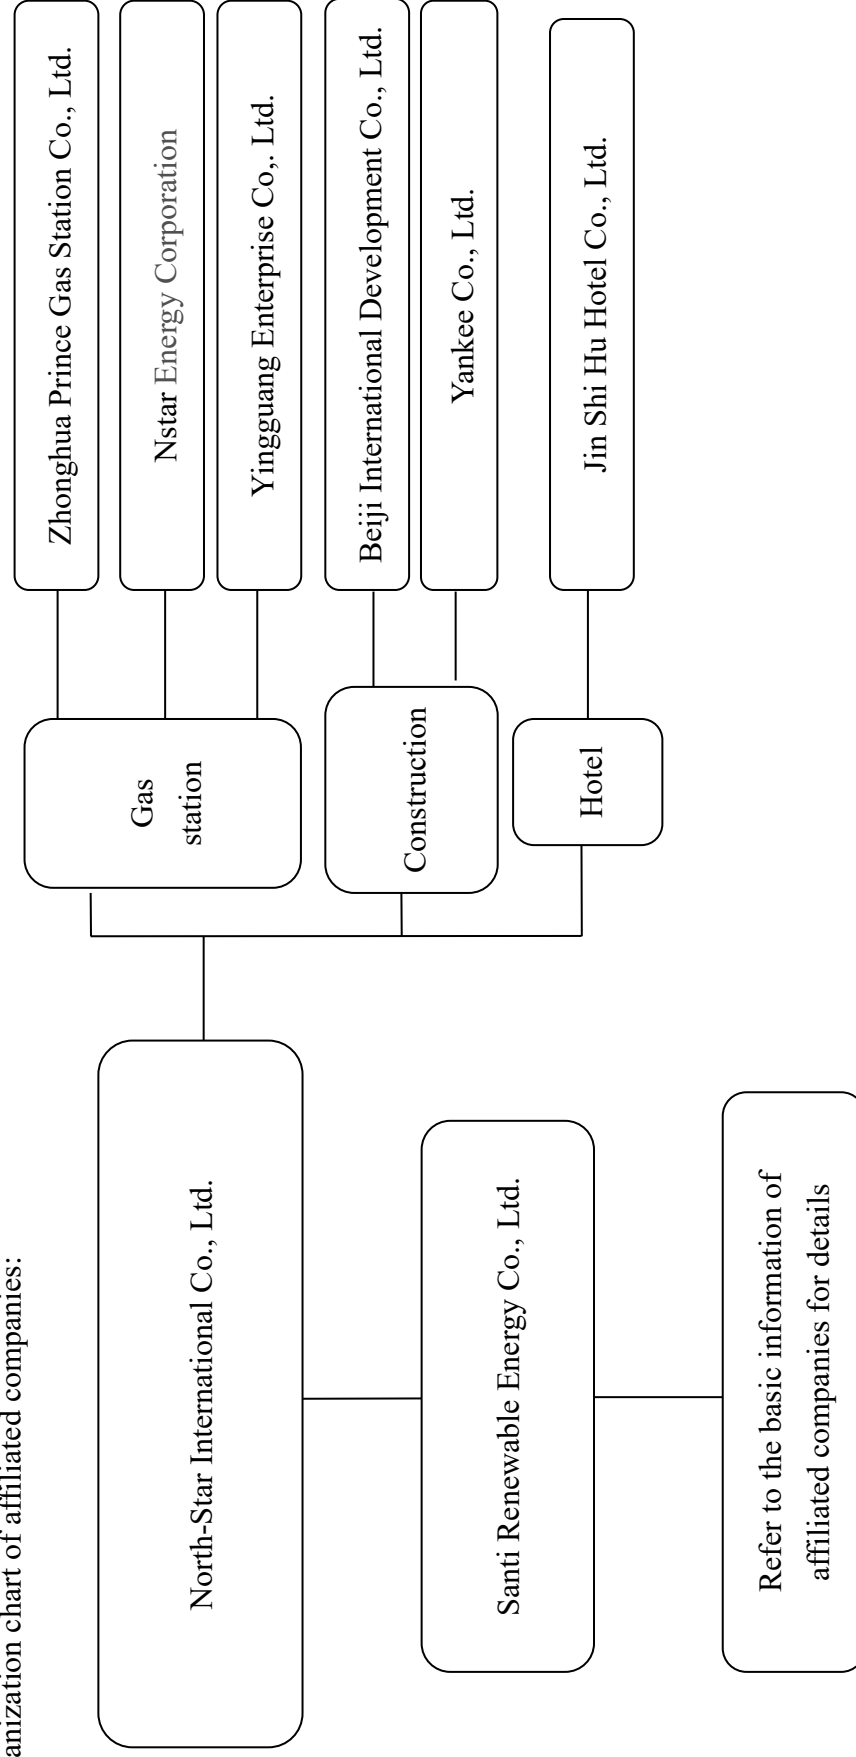 anization chart of affiliated companies:
North-Star International Co., Ltd.
Santi Renewable Energy Co., Ltd.
Refer to the basic information of
affiliated companies for details
Gas
station
Construction
Hotel
Zhonghua Prince Gas Station Co., Ltd.
Nstar Energy Corporation
Yingguang Enterprise Co,. Ltd.
Beiji International Development Co., Ltd.
Yankee Co., Ltd.
Jin Shi Hu Hotel Co., Ltd.